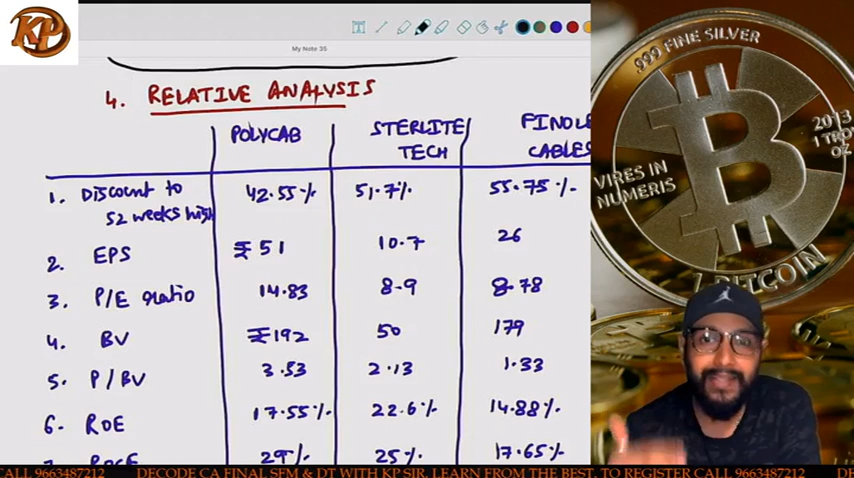 KP
My Note 35
4. RELATIVE ANALYSIS
POLYCAB STERLITE TECH FINOLE CABLES
1. Discount to 52 weeks high 42.55% 51.7% 55.75%
2. EPS ₹51 10.7 26
3. P/E ratio 14.83 8.9 8.78
4. BV ₹192 50 179
5. P/BV 3.53 2.13 1.33
6. ROE 17.55% 22.6% 14.88%
ROCE 29% 25% 17.65%
.999 FINE SILVER
2013
1 TROY OZ
VIRES IN NUMERIS
1 BITCOIN
CALL 9663487212 DECODE CA FINAL SFM & DT WITH KP SIR. LEARN FROM THE BEST. TO REGISTER CALL 9663487212